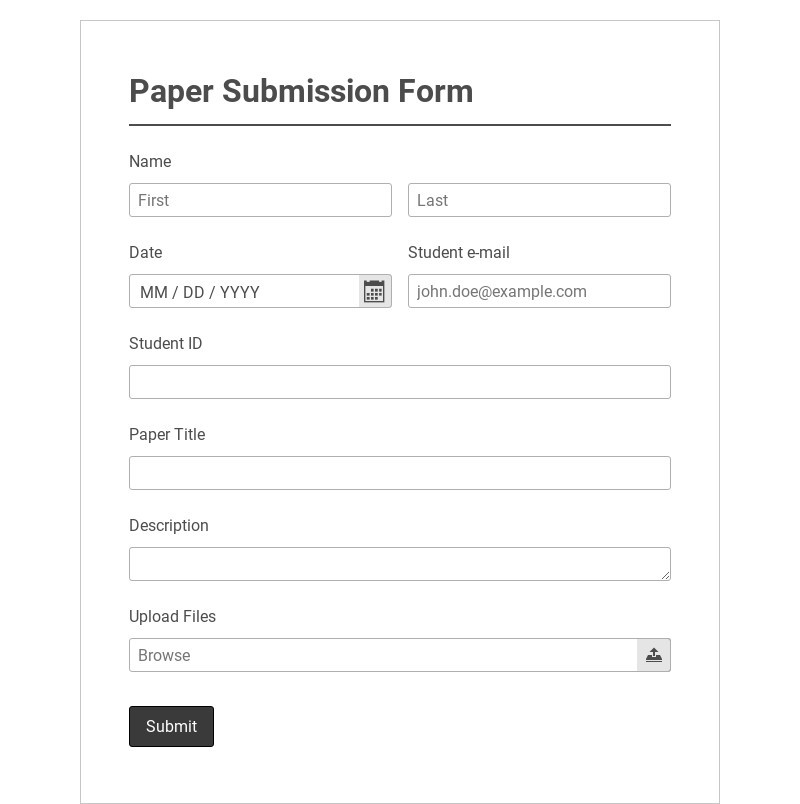 Paper Submission Form
Name
First
Last
Date
Student e-mail
MM / DD / YYYY
john.doe@example.com
Student ID
Paper Title
Description
Upload Files
Browse
Submit